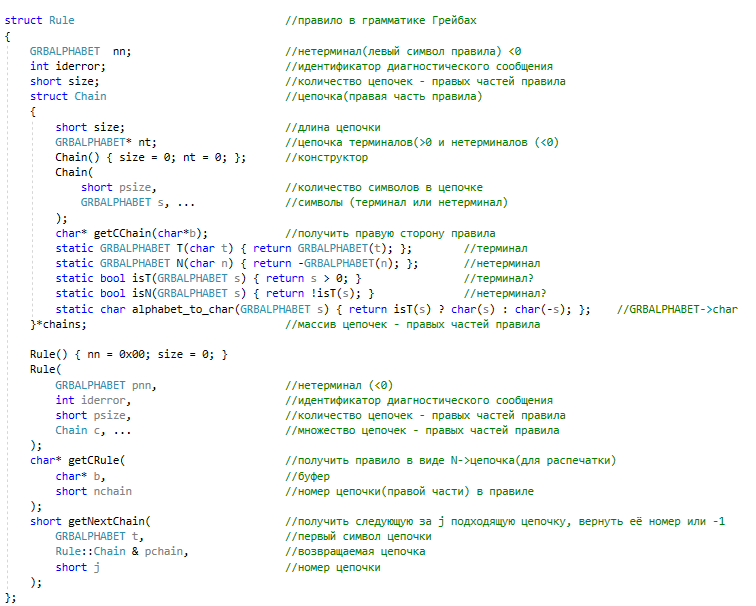 struct Rule //правило в грамматике Грейбах
{
GRBALPHABET nn; //нетерминал(левый символ правила) <0
int iderror; //идентификатор диагностического сообщения
short size; //количество цепочек - правых частей правила
struct Chain //цепочка(правая часть правила)
{
short size; //длина цепочки
GRBALPHABET* nt; //цепочка терминалов(>0 и нетерминалов (<0)
Chain() { size = 0; nt = 0; }; //конструктор
Chain(
short psize, //количество символов в цепочке
GRBALPHABET s, ... //символы (терминал или нетерминал)
);
char* getCChain(char*b); //получить правую сторону правила
static GRBALPHABET T(char t) { return GRBALPHABET(t); }; //терминал
static GRBALPHABET N(char n) { return -GRBALPHABET(n); }; //нетерминал
static bool isT(GRBALPHABET s) { return s > 0; } //терминал?
static bool isN(GRBALPHABET s) { return !isT(s); } //нетерминал?
static char alphabet_to_char(GRBALPHABET s) { return isT(s) ? char(s) : char(-s); }; //GRBALPHABET->char
}*chains; //массив цепочек - правых частей правила
Rule() { nn = 0x00; size = 0; }
Rule(
GRBALPHABET pnn, //нетерминал (<0)
int iderror, //идентификатор диагностического сообщения
short psize, //количество цепочек - правых частей правила
Chain c, ... //множество цепочек - правых частей правила
);
char* getCRule( //получить правило в виде N->цепочка(для распечатки)
char* b, //буфер
short nchain //номер цепочки(правой части) в правиле
);
short getNextChain( //получить следующую за j подходящую цепочку, вернуть её номер или -1
GRBALPHABET t, //первый символ цепочки
Rule::Chain & pchain, //возвращаемая цепочка
short j //номер цепочки
);
};